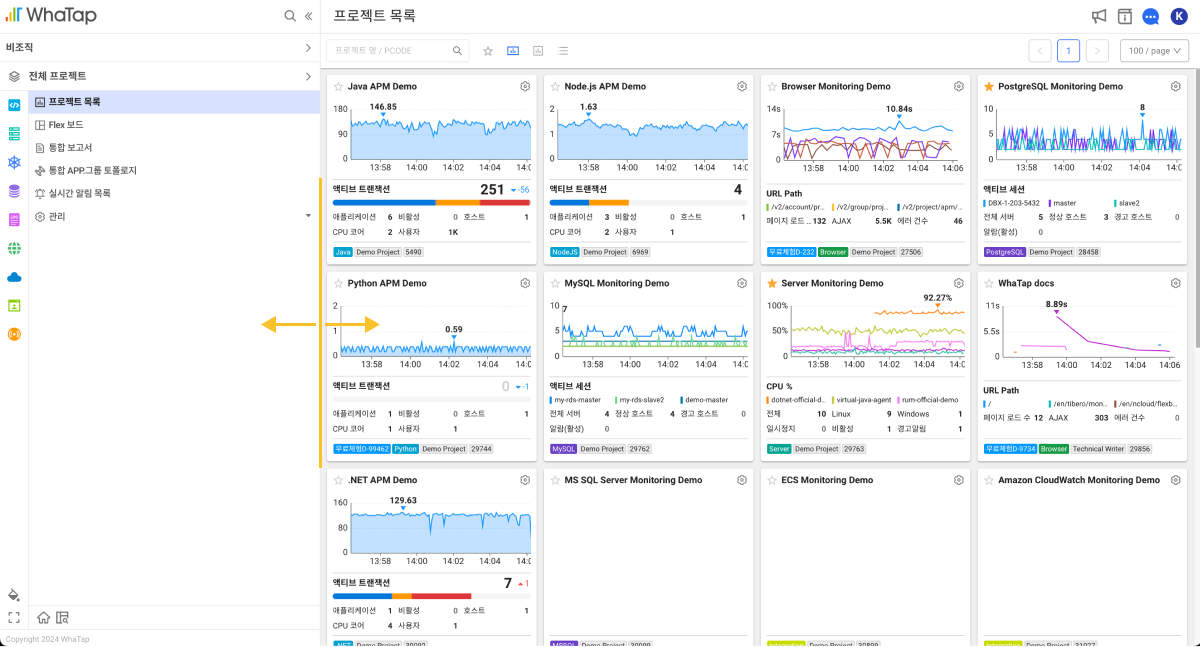 WhaTap
비조직
전체 프로젝트
프로젝트 목록
Flex 보드
통합 보고서
통합 APP.그룹 토폴로지
실시간 알림 목록
관리
Copyright 2024 WhaTap
프로젝트 목록
K
프로젝트 명 / PCODE
1
100 / page
Java APM Demo
146.85
180
90
0
13:58 14:00 14:02 14:04 14:0
액티브 트랜잭션 251 -56
애플리케이션 6 비활성 0 호스트 1
CPU 코어 2 사용자 1K
Java Demo Project 5490
Node.js APM Demo
1.63
2
1
0
13:58 14:00 14:02 14:04 14:06
액티브 트랜잭션 4
애플리케이션 3 비활성 0 호스트 1
CPU 코어 2 사용자 1
NodeJS Demo Project 6969
Browser Monitoring Demo
10.84s
14s
7s
0
13:58 14:00 14:02 14:04 14:06
URL Path
/v2/account/pr... /v2/group/proj... /v2/project/apm/...
페이지 로드 ... 132 AJAX 5.5K 에러 건수 46
무료체험D-232 Browser Demo Project 27506
PostgreSQL Monitoring Demo
8
10
5
0
13:58 14:00 14:02 14:04 14:06
액티브 세션
DBX-1-203-5432 master slave2
전체 서버 5 정상 호스트 3 경고 호스트 0
알람(활성) 0
PostgreSQL Demo Project 28458
Python APM Demo
0.59
2
1
0
13:58 14:00 14:02 14:04 14:0
액티브 트랜잭션 0 -1
애플리케이션 1 비활성 0 호스트 1
CPU 코어 1 사용자 1
무료체험D-99462 Python Demo Project 29744
MySQL Monitoring Demo
7
10
5
0
13:58 14:00 14:02 14:04 14:0
액티브 세션
my-rds-master my-rds-slave2 demo-master
전체 서버 4 정상 호스트 4 경고 호스트 0
알람(활성) 0
MySQL Demo Project 29762
Server Monitoring Demo
92.27%
100%
50%
0
13:58 14:00 14:02 14:04 14:06
CPU %
dotnet-official-d... virtual-java-agent rum-official-demo
전체 10 Linux 9 Windows 1
일시정지 0 비활성 1 경고알림 1
Server Demo Project 29763
WhaTap docs
8.89s
11s
5.5s
0
13:58 14:00 14:02 14:04 14:06
URL Path
/ /en/tibero/mon... /en/ncloud/flexb...
페이지 로드 수 12 AJAX 303 에러 건수 0
무료체험D-9734 Browser Technical Writer 29856
.NET APM Demo
129.63
160
80
0
13:58 14:00 14:02 14:04 14:0
액티브 트랜잭션 7 1
애플리케이션 1 비활성 0 호스트 1
CPU 코어 4 사용자 1
.NET Demo Project
MS SQL Server Monitoring Demo
MSSQL Demo Project
ECS Monitoring Demo
Demo Project
Amazon CloudWatch Monitoring Demo
Demo Project